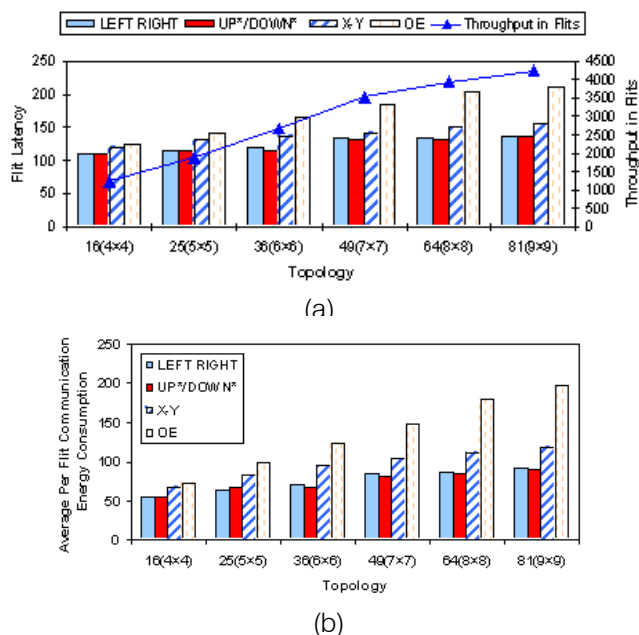 LEFT RIGHT UP*/DOWN* X-Y OE Throughput in Flits
Flit Latency
250
200
150
100
50
0
4500
4000
3500
3000
2500
2000
1500
1000
500
0
Throughput in Flits
16(4×4) 25(5×5) 36(6×6) 49(7×7) 64(8×8) 81(9×9)
Topology
(a)
Average Per Flit Communication
Energy Consumption
250
200
150
100
50
0
LEFT RIGHT
UP*/DOWN*
X-Y
OE
16(4×4) 25(5×5) 36(6×6) 49(7×7) 64(8×8) 81(9×9)
Topology
(b)